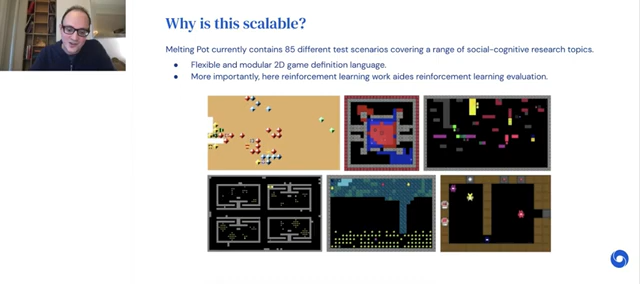 Why is this scalable?
Melting Pot currently contains 85 different test scenarios covering a range of social-cognitive research topics.
● Flexible and modular 2D game definition language.
● More importantly, here reinforcement learning work aides reinforcement learning evaluation.